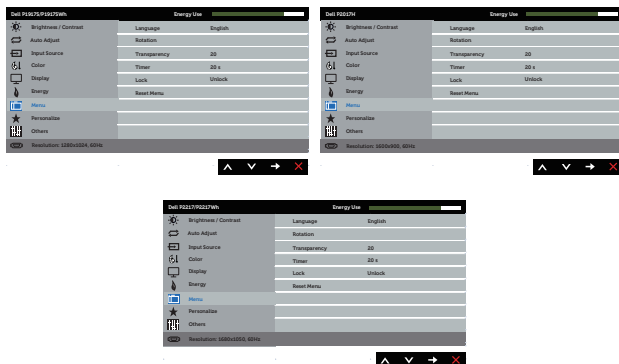 Dell P1917S/P1917SWh Energy Use
Brightness / Contrast Language English
Auto Adjust Rotation
Input Source Transparency 20
Color Timer 20 s
Display Lock Unlock
Energy Reset Menu
Menu
Personalize
Others
Resolution: 1280x1024, 60Hz
Dell P2017H Energy Use
Brightness / Contrast Language English
Auto Adjust Rotation
Input Source Transparency 20
Color Timer 20 s
Display Lock Unlock
Energy Reset Menu
Menu
Personalize
Others
Resolution: 1600x900, 60Hz
Dell P2217/P2217Wh Energy Use
Brightness / Contrast Language English
Auto Adjust Rotation
Input Source Transparency 20
Color Timer 20 s
Display Lock Unlock
Energy Reset Menu
Menu
Personalize
Others
Resolution: 1680x1050, 60Hz